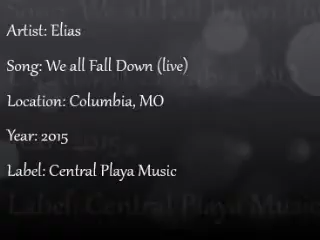 Artist: Elias
Song: We all Fall Down (live)
Location: Columbia, MO
Year: 2015
Label: Central Playa Music